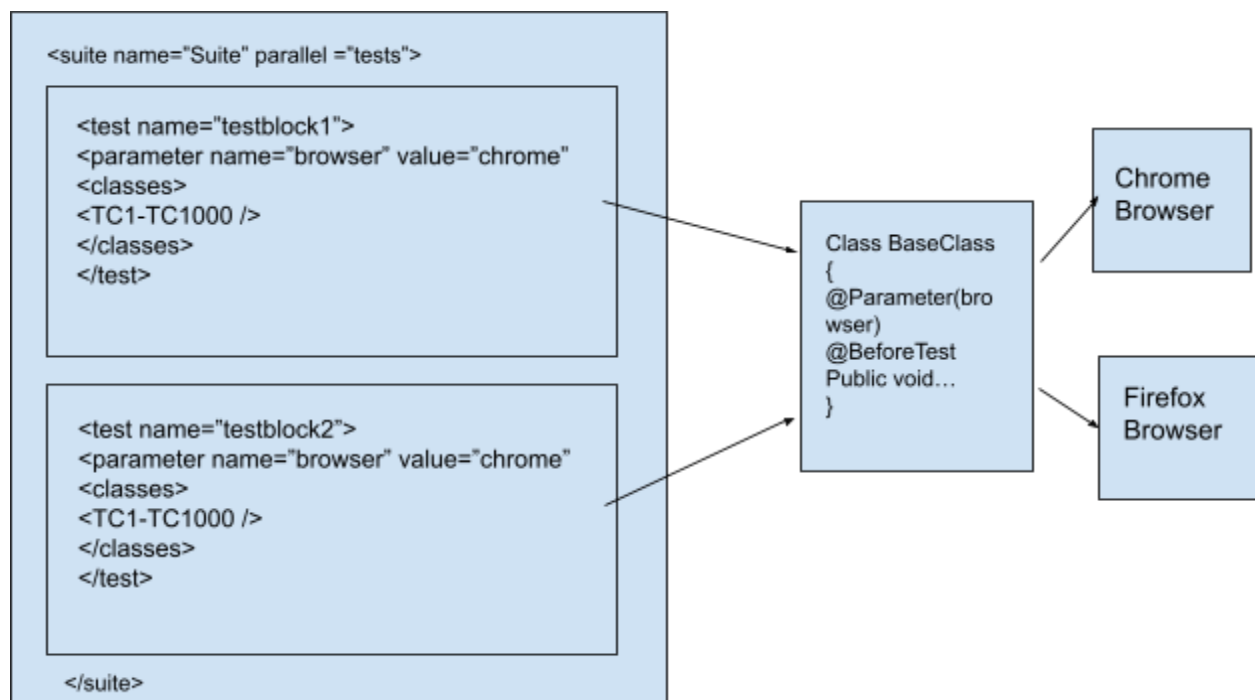 <suite name=”Suite” parallel =”tests”>
<test name=”testblock1”>
<parameter name=”browser” value=”chrome”
<classes>
<TC1-TC1000 />
</classes>
</test>
<test name=”testblock2”>
<parameter name=”browser” value=”chrome”
<classes>
<TC1-TC1000 />
</classes>
</test>
</suite>
Class BaseClass
{
@Parameter(bro
wser)
@BeforeTest
Public void…
}
Chrome
Browser
Firefox
Browser